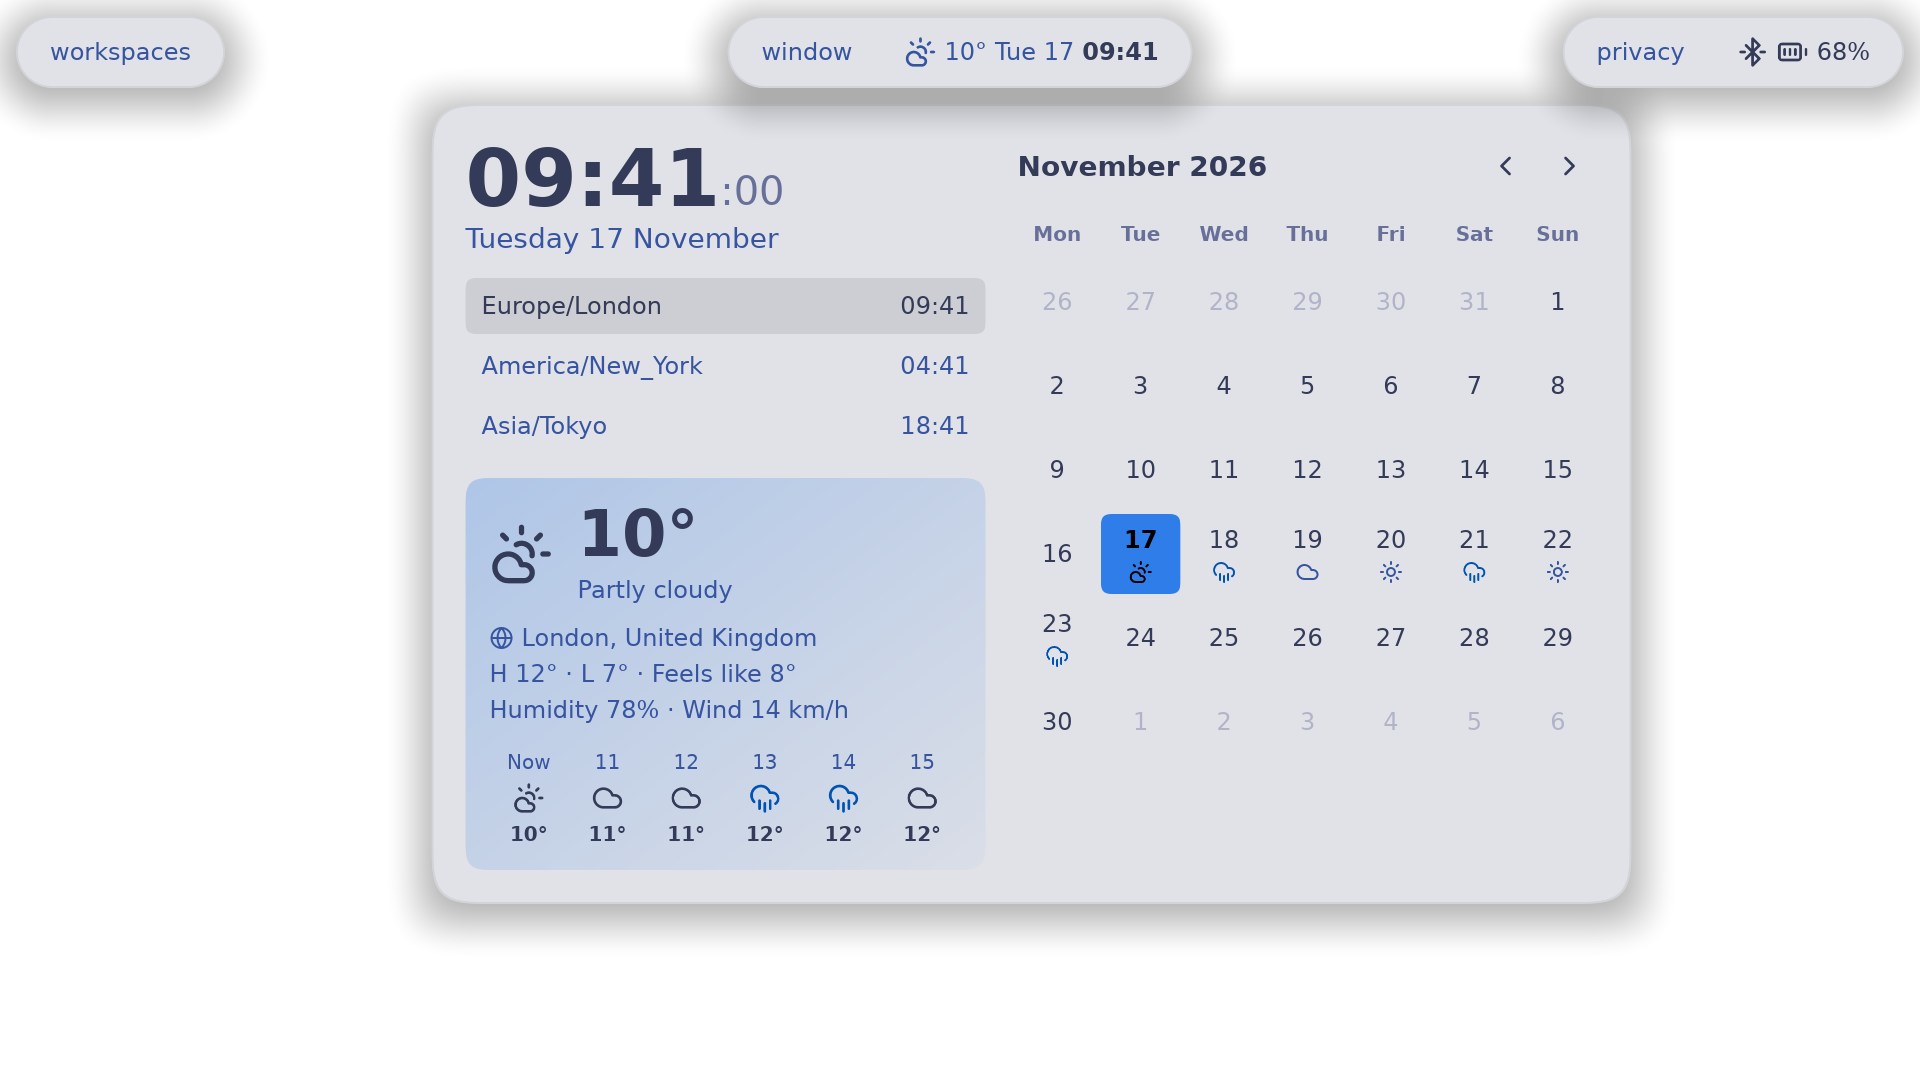 workspaces
window 10° Tue 17 09:41
privacy 68%
09:41:00
Tuesday 17 November
Europe/London 09:41
America/New_York 04:41
Asia/Tokyo 18:41
10°
Partly cloudy
London, United Kingdom
H 12° · L 7° · Feels like 8°
Humidity 78% · Wind 14 km/h
Now 11 12 13 14 15
10° 11° 11° 12° 12° 12°
November 2026
Mon Tue Wed Thu Fri Sat Sun
26 27 28 29 30 31 1
2 3 4 5 6 7 8
9 10 11 12 13 14 15
16 17 18 19 20 21 22
23 24 25 26 27 28 29
30 1 2 3 4 5 6